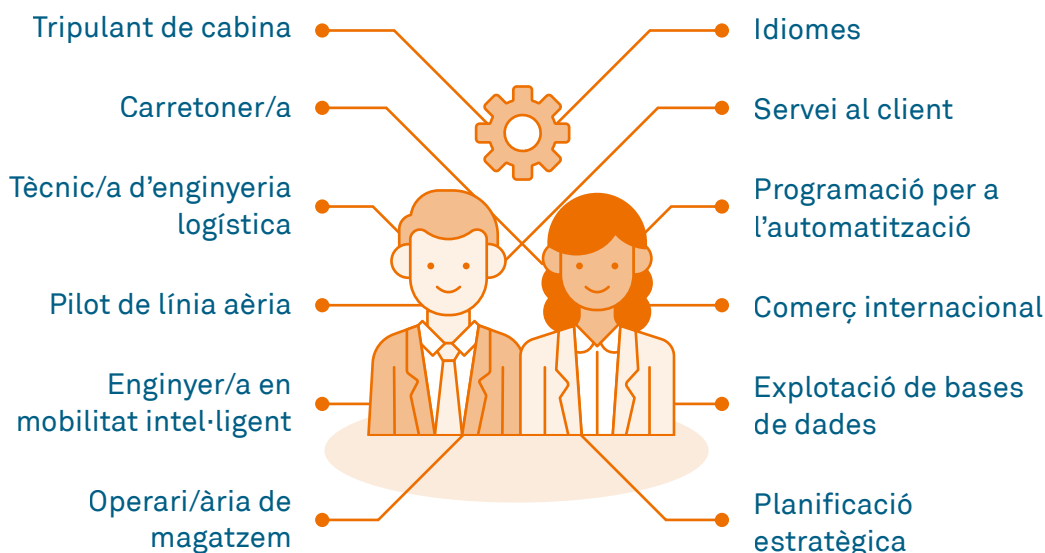 Tripulant de cabina
Carretoner/a
Tècnic/a d’enginyeria
logística
Pilot de línia aèria
Enginyer/a en
mobilitat intel·ligent
Operari/ària de
magatzem
Idiomes
Servei al client
Programació per a
l’automatització
Comerç internacional
Explotació de bases
de dades
Planificació
estratègica